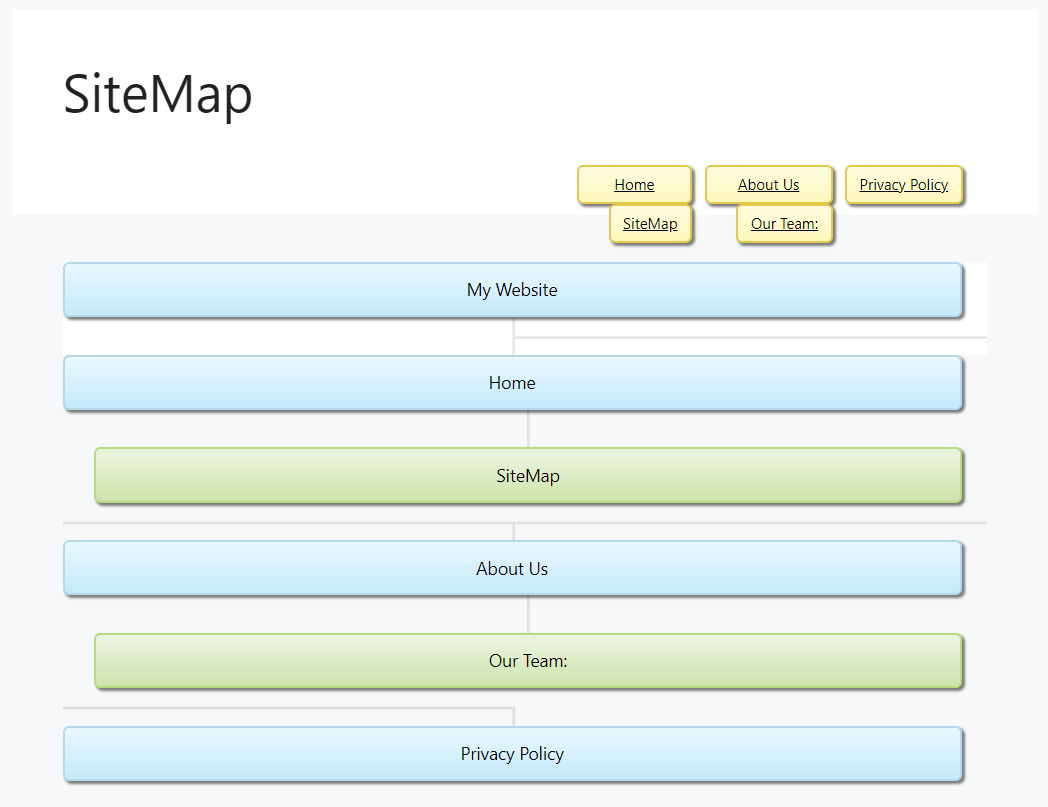 SiteMap
Home About Us Privacy Policy
SiteMap Our Team:
My Website
Home
SiteMap
About Us
Our Team:
Privacy Policy